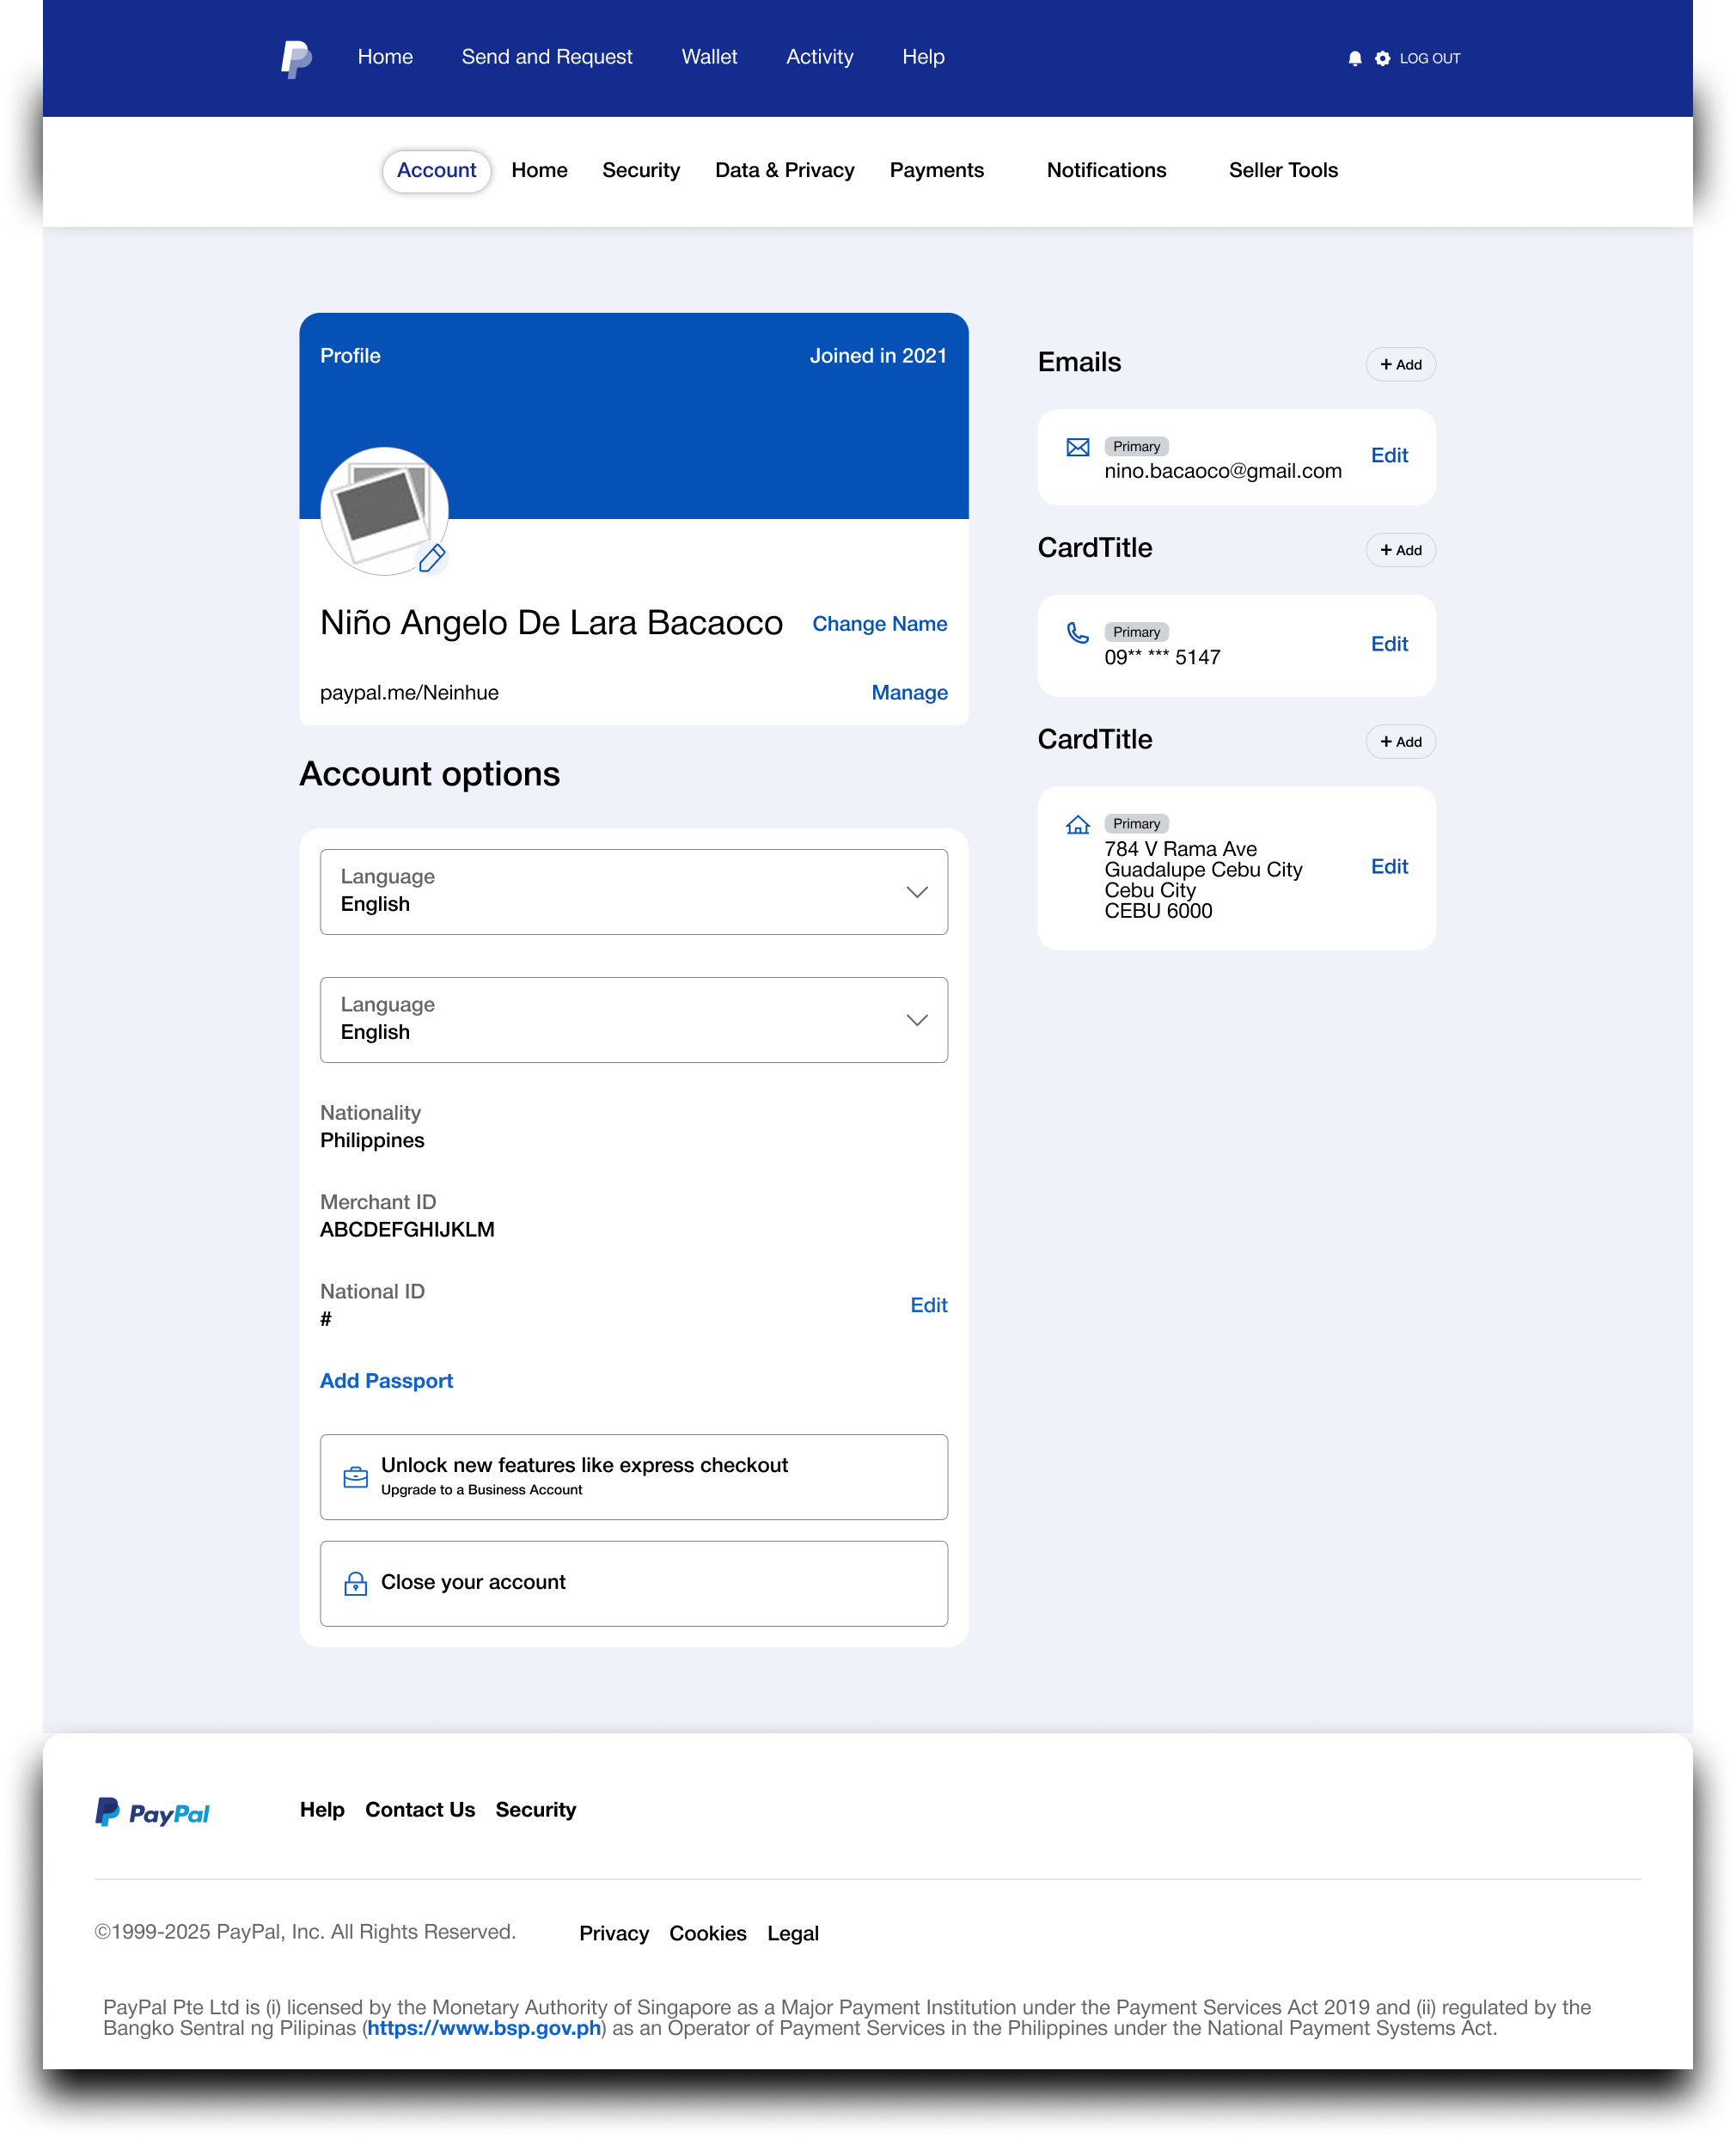 Home Send and Request Wallet Activity Help LOG OUT
Account Home Security Data & Privacy Payments Notifications Seller Tools
Profile Joined in 2021
Niño Angelo De Lara Bacaoco Change Name
paypal.me/Neinhue Manage
Account options
Language
English
Language
English
Nationality
Philippines
Merchant ID
ABCDEFGHIJKLM
National ID
#
Edit
Add Passport
Unlock new features like express checkout
Upgrade to a Business Account
Close your account
Emails + Add
Primary
nino.bacaoco@gmail.com
Edit
CardTitle + Add
Primary
09** *** 5147
Edit
CardTitle + Add
Primary
784 V Rama Ave
Guadalupe Cebu City
Cebu City
CEBU 6000
Edit
PayPal Help Contact Us Security
©1999-2025 PayPal, Inc. All Rights Reserved. Privacy Cookies Legal
PayPal Pte Ltd is (i) licensed by the Monetary Authority of Singapore as a Major Payment Institution under the Payment Services Act 2019 and (ii) regulated by the
Bangko Sentral ng Pilipinas (https://www.bsp.gov.ph) as an Operator of Payment Services in the Philippines under the National Payment Systems Act.